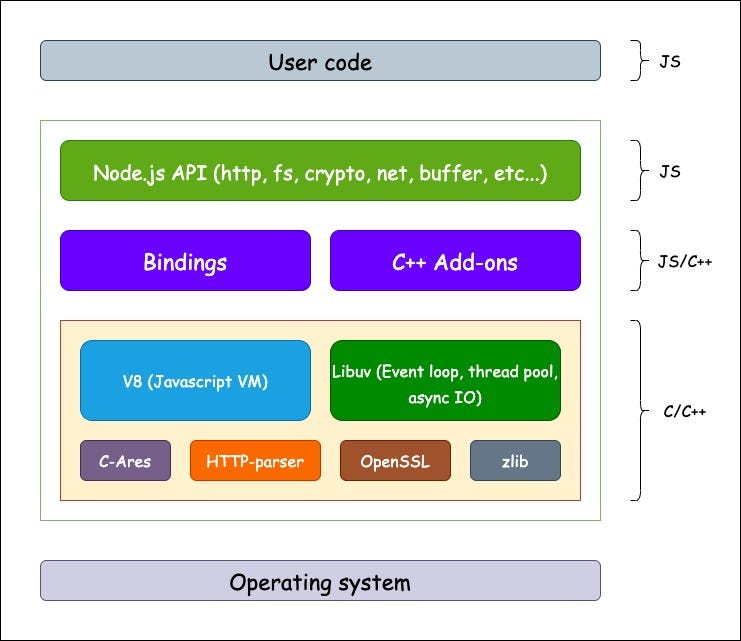 User code
JS
Node.js API (http, fs, crypto, net, buffer, etc...)
JS
Bindings
C++ Add-ons
JS/C++
V8 (Javascript VM)
Libuv (Event loop, thread pool,
async IO)
C/C++
C-Ares
HTTP-parser
OpenSSL
zlib
Operating system